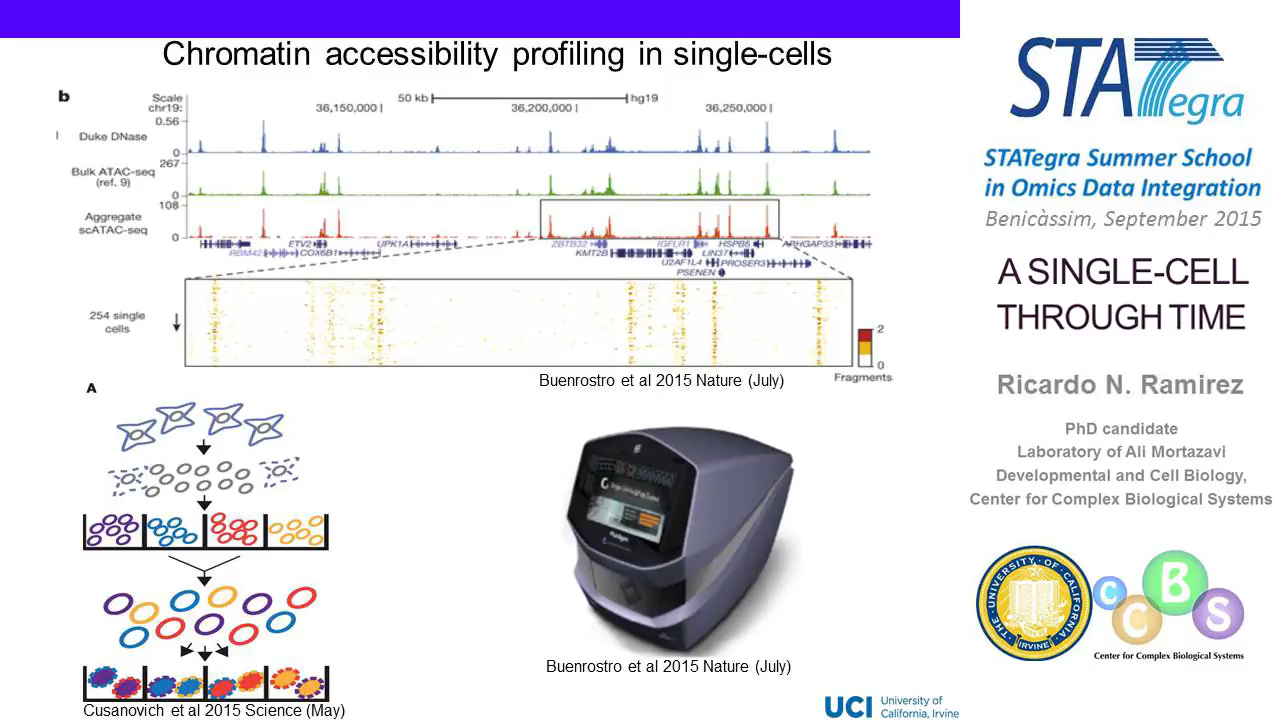 Chromatin accessibility profiling in single-cells
b
Scale
chr19:
50 kb
hg19
36,150,000
36,200,000
36,250,000
0.56
Duke DNase
0
267
Bulk ATAC-seq
(ref. 9)
0
108
Aggregate
scATAC-seq
0
ETV2
UPK1A
ZBTB32
IGFLR1
HSPB6
ARHGAP33
RBM42
COX6B1
KMT2B
LIN37
U2AF1L4
PROSER3
PSENEN
254 single
cells
2
0
Fragments
Buenrostro et al 2015 Nature (July)
A
Cusanovich et al 2015 Science (May)
Buenrostro et al 2015 Nature (July)
UCI University of
California, Irvine
STATegra
STATegra Summer School
in Omics Data Integration
Benicàssim, September 2015
A SINGLE-CELL
THROUGH TIME
Ricardo N. Ramirez
PhD candidate
Laboratory of Ali Mortazavi
Developmental and Cell Biology,
Center for Complex Biological Systems
THE UNIVERSITY OF CALIFORNIA
IRVINE
C C B S
Center for Complex Biological Systems